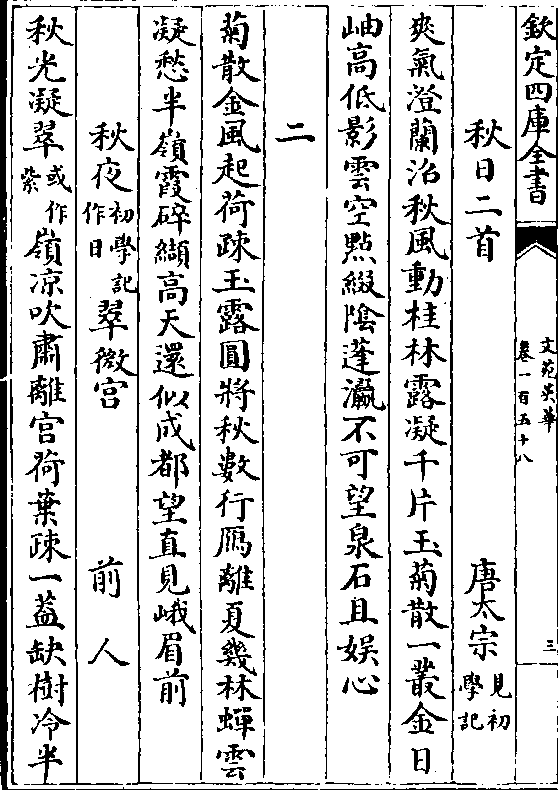 欽定四庫全書
文苑英華
卷一百五十八
三
秋日二首
唐太宗
見初
學記
爽氣澄蘭沼秋風動桂林露凝千片玉菊散一叢金日
岫高低影雲空點綴隂蓬瀛不可望泉石且娱心
二
菊散金風起荷疎玉露圓將秋數行鴈離夏幾林蟬雲
凝愁半嶺霞碎纈高天還似成都望直見峨眉前
秋夜
初學記
作日
翠微宫
前人
秋光凝翠
或作
紫
嶺凉吹肅離宫荷葉疎一葢缺樹冷半